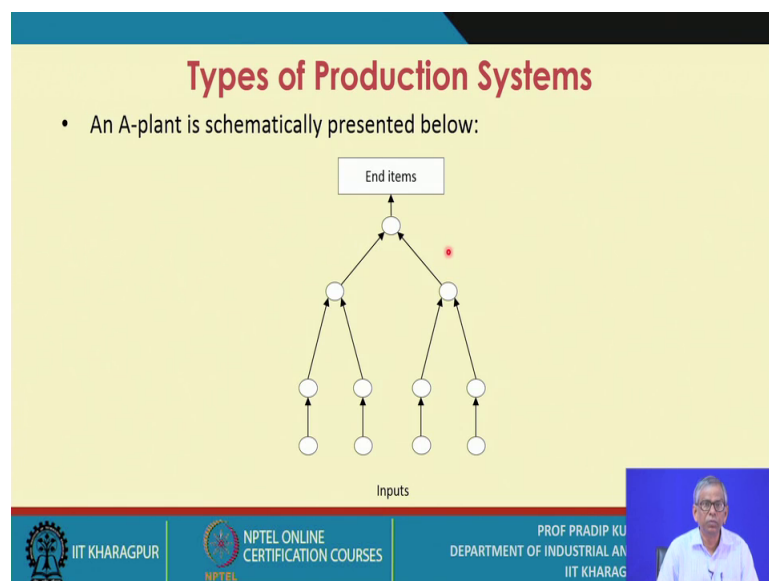 Types of Production Systems
• An A-plant is schematically presented below:
End items
Inputs
IIT KHARAGPUR
NPTEL
NPTEL ONLINE
CERTIFICATION COURSES
PROF PRADIP KU
DEPARTMENT OF INDUSTRIAL AN
IIT KHARAG